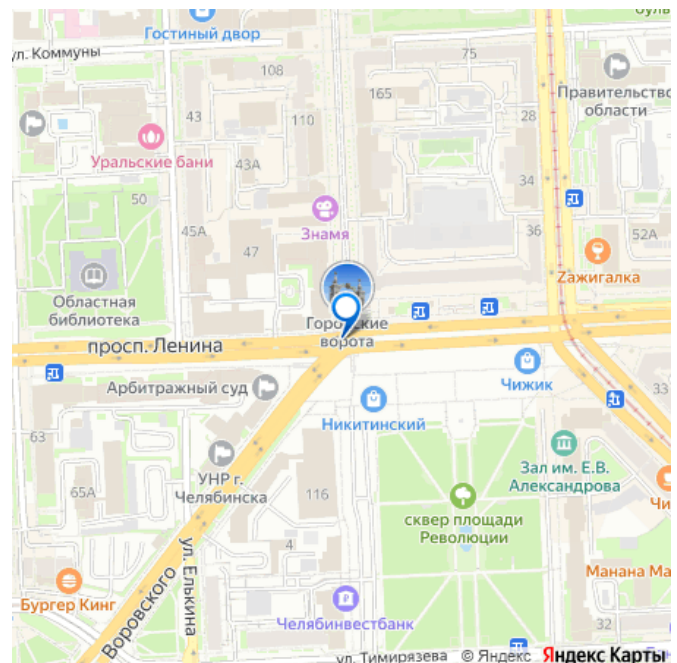 буль
Гостиный двор
ул. Коммуны
75
108
165
Правительство
области
43
110
28
Уральские бани
43А
34
50
45А
Знамя
36
52А
47
Zажигалка
Областная
библиотека
Городские
ворота
просп. Ленина
Арбитражный суд
Чижик
33
Никитинский
63
УНР г.
Челябинска
Зал им. Е.В.
Александрова
65А
116
Чи
сквер площади
Революции
4
ул. Елькина
Манана Ма
Бургер Кинг
Воровского
Челябинвестбанк
32
ул. Тимирязева
© Яндекс Яндекс Карты